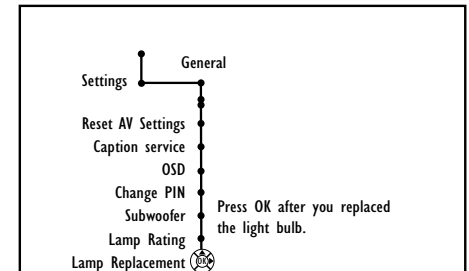 General
Settings
Reset AV Settings
Caption service
OSD
Change PIN
Subwoofer
Lamp Rating
Lamp Replacement
OK
Press OK after you replaced
the light bulb.